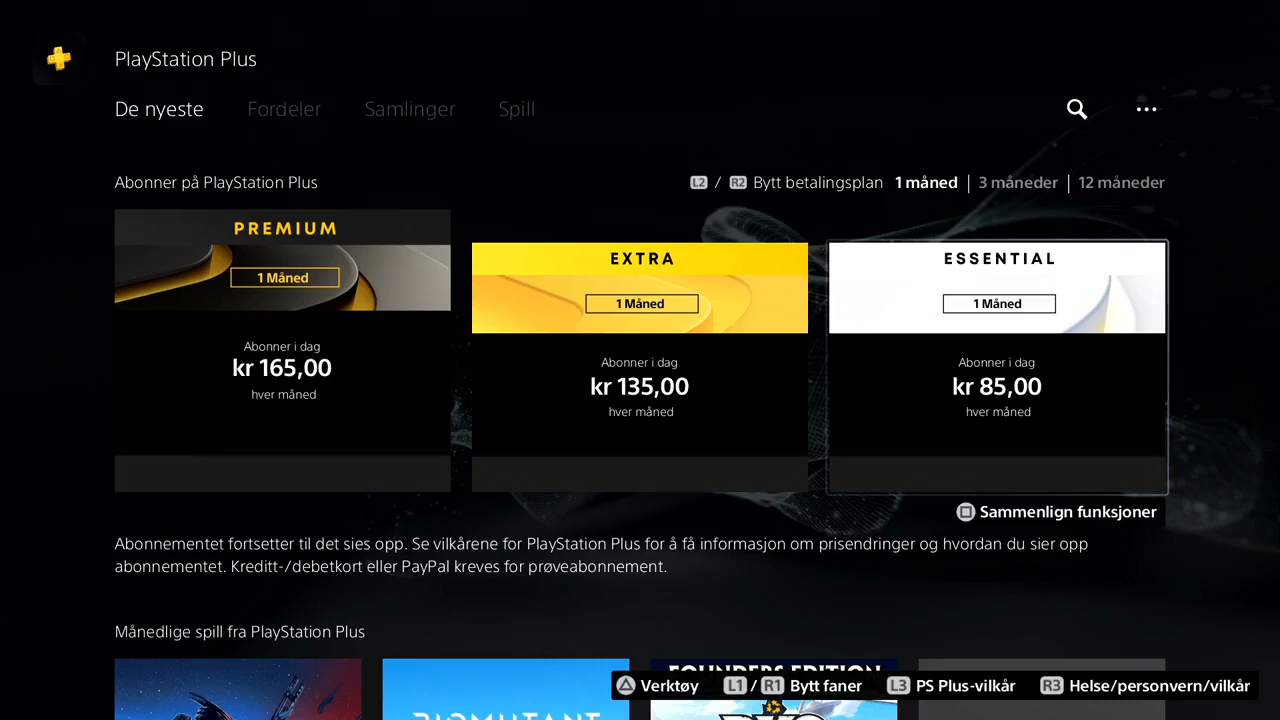 PlayStation Plus
De nyeste Fordeler Samlinger Spill
Abonner på PlayStation Plus
L2 / R2 Bytt betalingsplan 1 måned | 3 måneder | 12 måneder
PREMIUM
1 Måned
Abonner i dag
kr 165,00
hver måned
EXTRA
1 Måned
Abonner i dag
kr 135,00
hver måned
ESSENTIAL
1 Måned
Abonner i dag
kr 85,00
hver måned
Sammenlign funksjoner
Abonnementet fortsetter til det sies opp. Se vilkårene for PlayStation Plus for å få informasjon om prisendringer og hvordan du sier opp
abonnementet. Kreditt-/debetkort eller PayPal kreves for prøveabonnement.
Månedlige spill fra PlayStation Plus
BIOMUTANT
FOUNDERS EDITION
Verktøy L1 / R1 Bytt faner L3 PS Plus-vilkår R3 Helse/personvern/vilkår